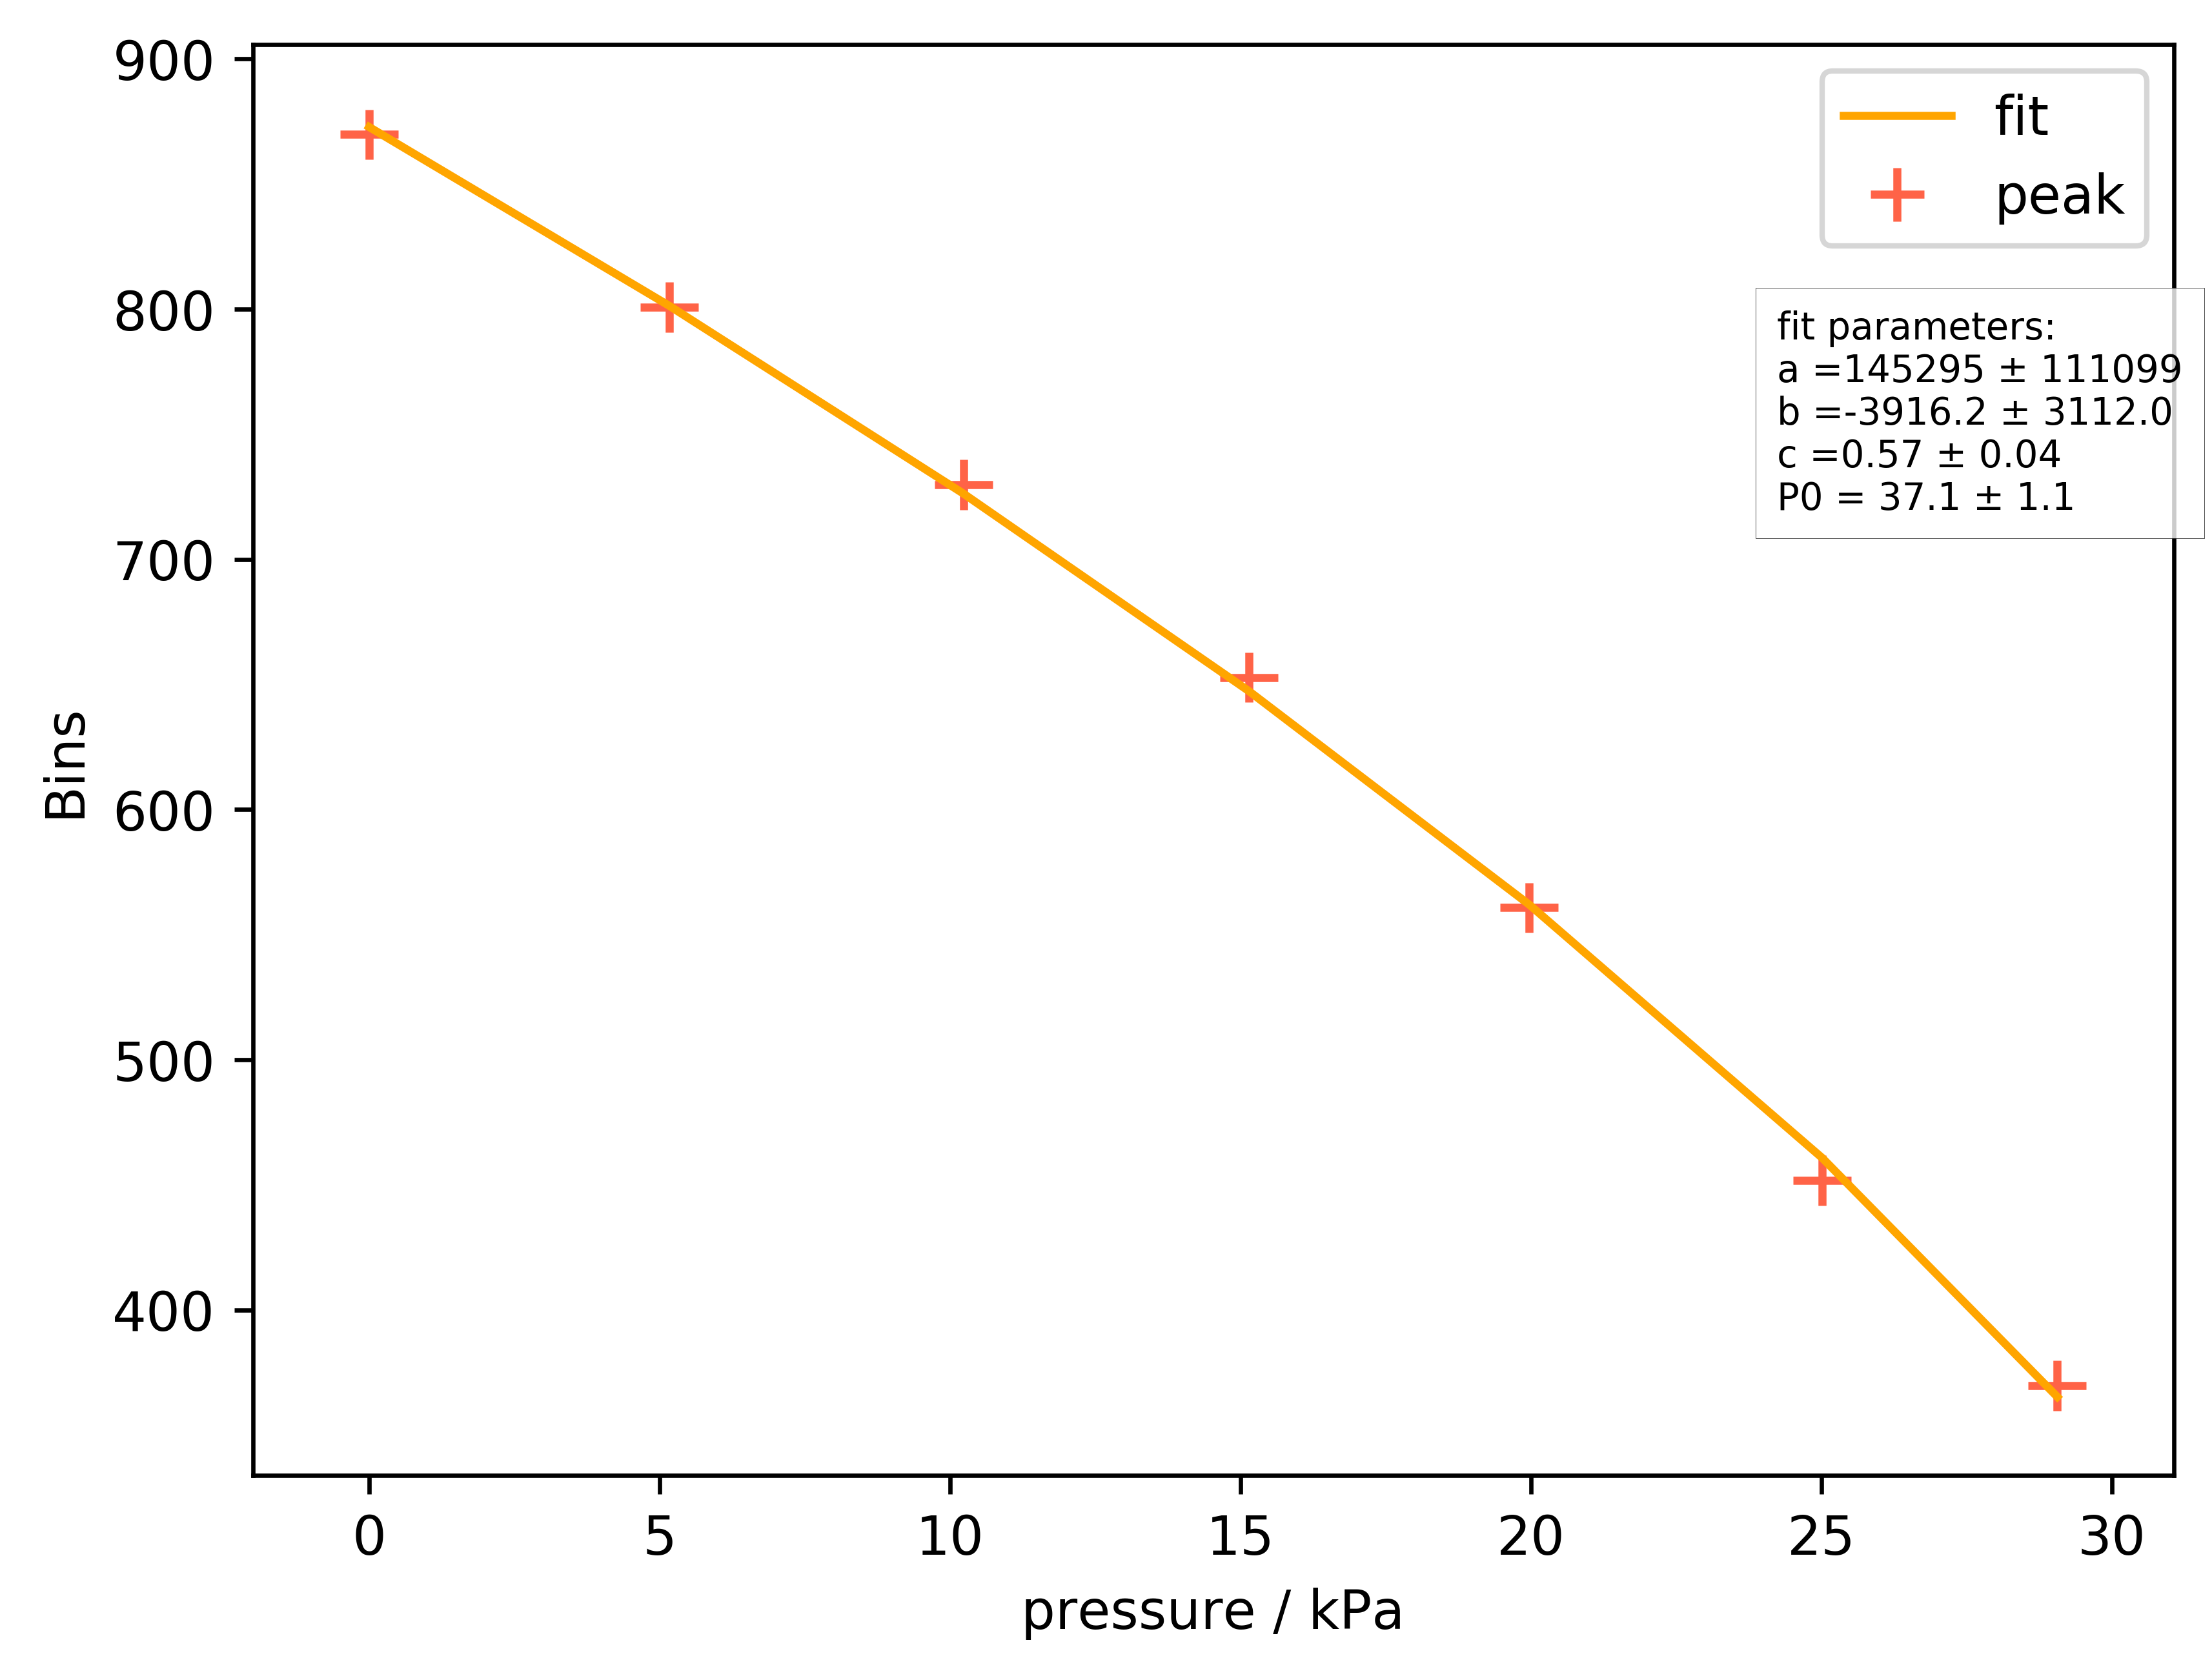 900
800
700
600
500
400
Bins
0 5 10 15 20 25 30
pressure / kPa
fit
peak
fit parameters:
a =145295 ± 111099
b =-3916.2 ± 3112.0
c =0.57 ± 0.04
P0 = 37.1 ± 1.1